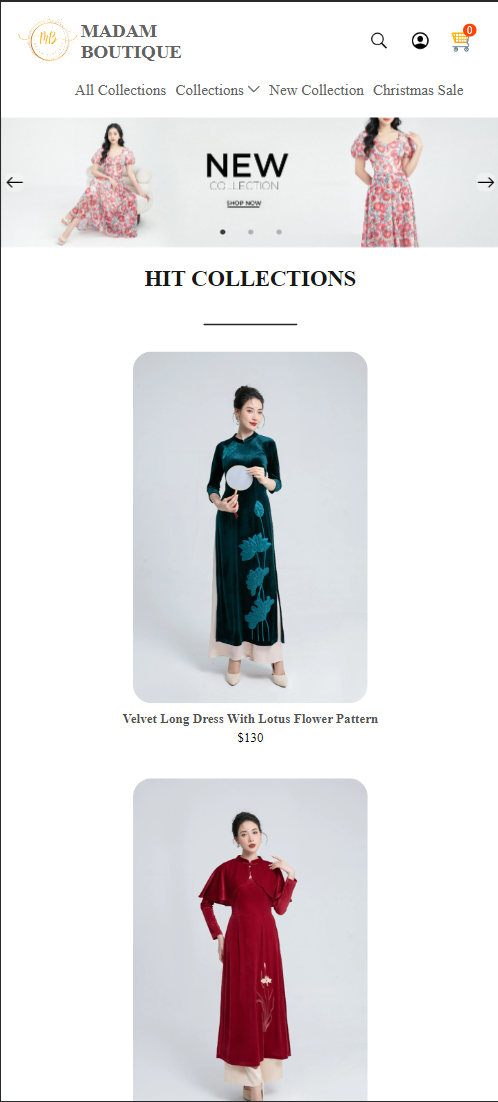 MB
MADAM
BOUTIQUE
0
All Collections Collections New Collection Christmas Sale
NEW
COLLECTION
SHOP NOW
HIT COLLECTIONS
Velvet Long Dress With Lotus Flower Pattern
$130